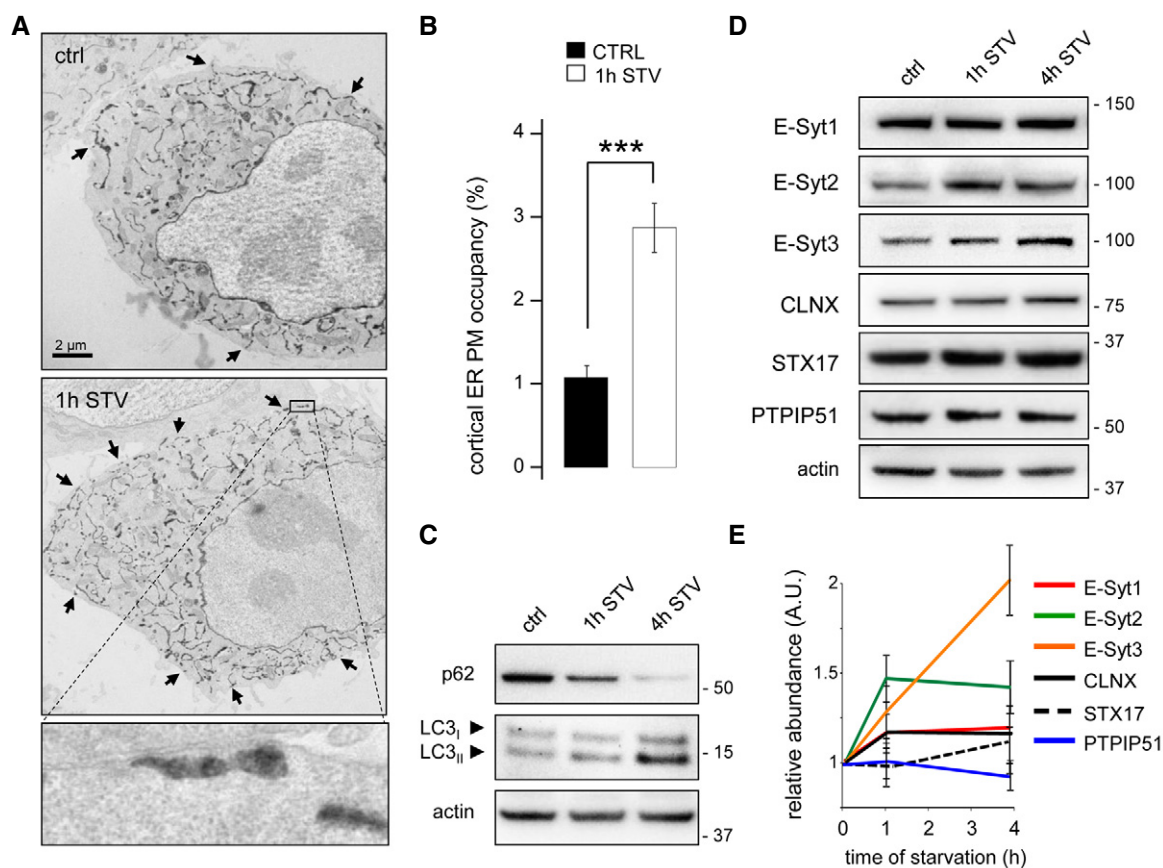 A
ctrl
2 µm
1h STV
B
CTRL
1h STV
***
cortical ER PM occupancy (%)
4
3
2
1
0
C
ctrl
1h STV
4h STV
p62
- 50
LC3I
LC3II
- 15
actin
- 37
D
ctrl
1h STV
4h STV
E-Syt1
- 150
E-Syt2
- 100
E-Syt3
- 100
CLNX
- 75
STX17
- 37
PTPIP51
- 50
actin
- 37
E
relative abundance (A.U.)
2
1.5
1
0 1 2 3 4
time of starvation (h)
E-Syt1
E-Syt2
E-Syt3
CLNX
STX17
PTPIP51